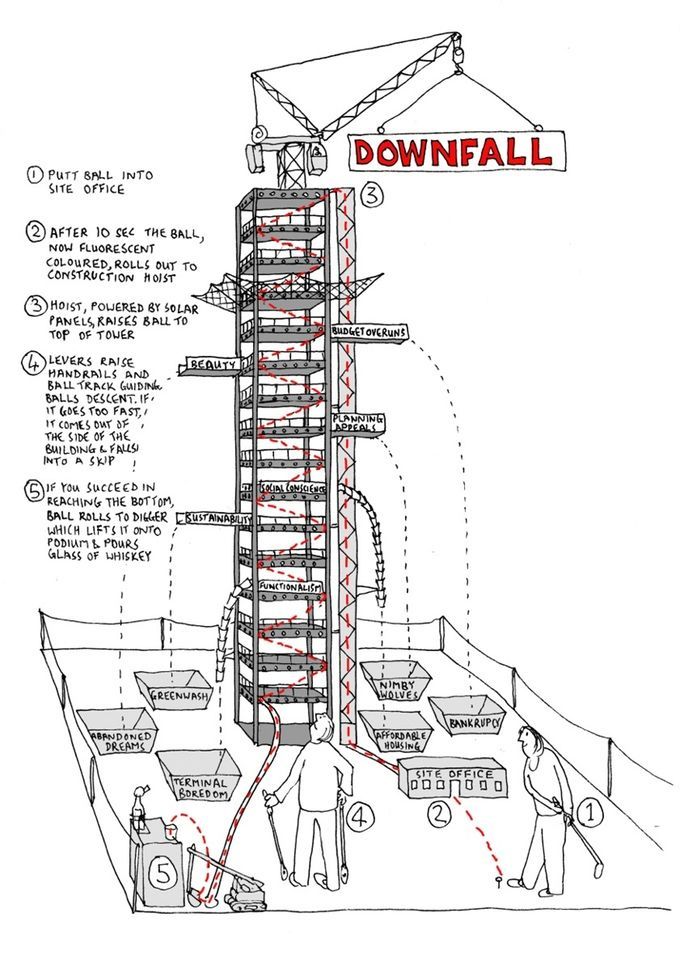 DOWNFALL
① PUTT BALL INTO
SITE OFFICE
② AFTER 10 SEC THE BALL,
NOW FLUORESCENT
COLOURED, ROLLS OUT TO
CONSTRUCTION HOIST
③ HOIST, POWERED BY SOLAR
PANELS, RAISES BALL TO
TOP OF TOWER
④ LEVERS RAISE
HANDRAILS AND
BALL TRACK GUIDING
BALLS DESCENT. IF
IT GOES TOO FAST,
IT COMES OUT OF
THE SIDE OF THE
BUILDING & FALLS
INTO A SKIP
⑤ IF YOU SUCCEED IN
REACHING THE BOTTOM,
BALL ROLLS TO DIGGER
WHICH LIFTS IT ONTO
PODIUM & POURS
GLASS OF WHISKEY
③
BUDGET OVERUNS
BEAUTY
PLANNING
APPEALS
SOCIAL CONSCIENCE
SUSTAINABILITY
FUNCTIONALISM
GREENWASH
NIMBY
WOLVES
ABANDONED
DREAMS
AFFORDABLE
HOUSING
BANKRUPCY
TERMINAL
BOREDOM
SITE OFFICE
④
②
①
⑤